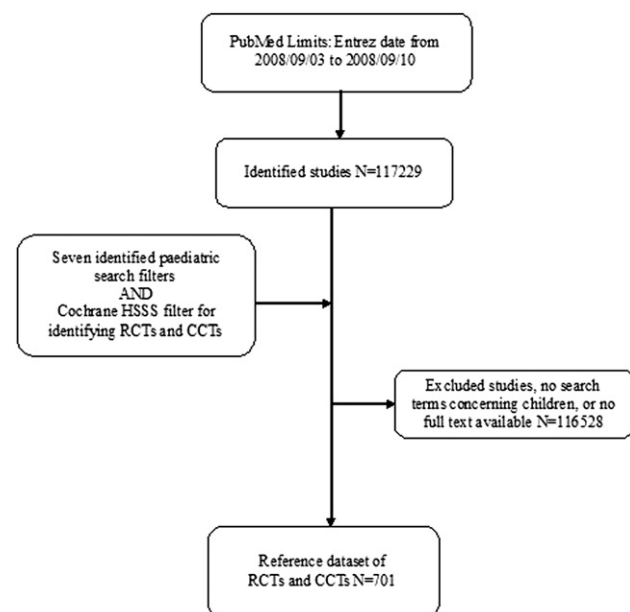 PubMed Limits: Entrez date from
2008/09/03 to 2008/09/10
Identified studies N=117229
Seven identified paediatric
search filters
AND
Cochrane HSSS filter for
identifying RCTs and CCTs
Excluded studies, no search
terms concerning children, or no
full text available N=116528
Reference dataset of
RCTs and CCTs N=701